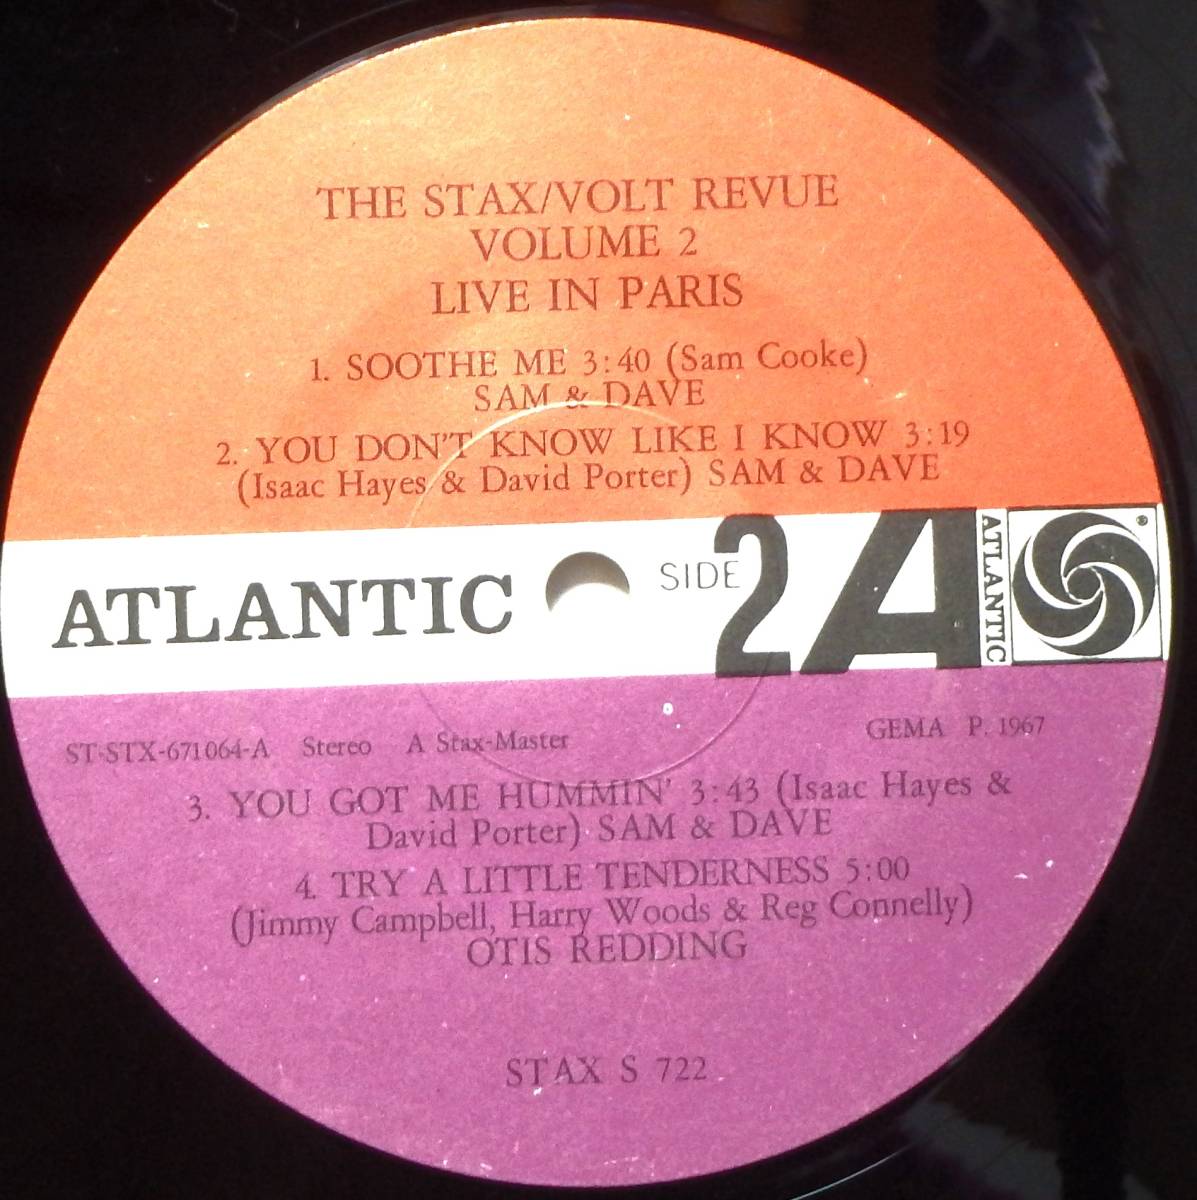 THE STAX/VOLT REVUE
VOLUME 2
LIVE IN PARIS
1. SOOTHE ME 3:40 (Sam Cooke)
SAM & DAVE
2. YOU DON'T KNOW LIKE I KNOW 3:19
(Isaac Hayes & David Porter) SAM & DAVE
ATLANTIC SIDE 2 A ATLANTIC ®
ST-STX-671064-A Stereo A Stax-Master GEMA P. 1967
3. YOU GOT ME HUMMIN' 3:43 (Isaac Hayes &
David Porter) SAM & DAVE
4. TRY A LITTLE TENDERNESS 5:00
(Jimmy Campbell, Harry Woods & Reg Connelly)
OTIS REDDING
STAX S 722